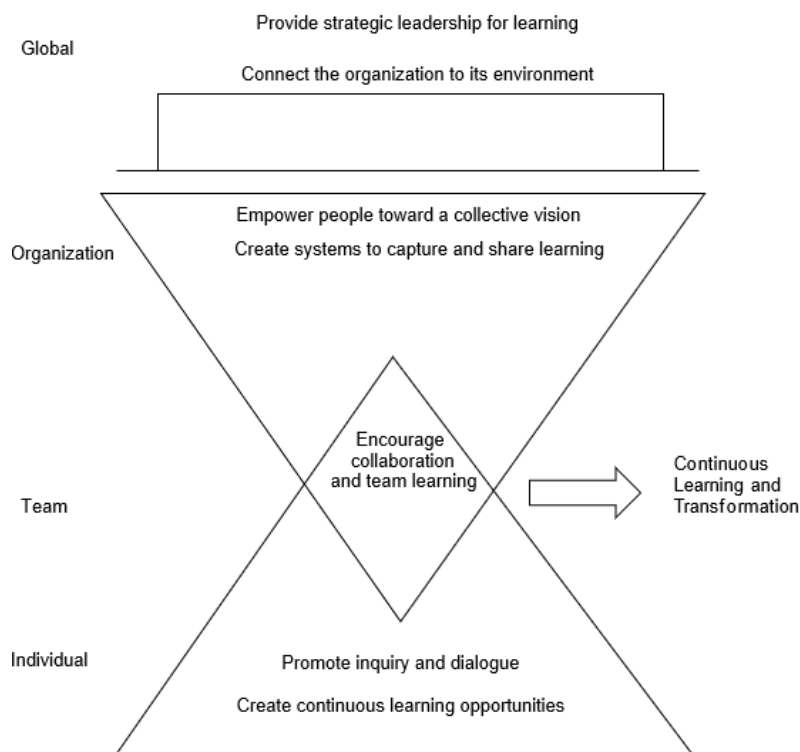 Provide strategic leadership for learning
Global
Connect the organization to its environment
Empower people toward a collective vision
Organization
Create systems to capture and share learning
Encourage
collaboration
and team learning
Continuous
Learning and
Transformation
Team
Individual
Promote inquiry and dialogue
Create continuous learning opportunities